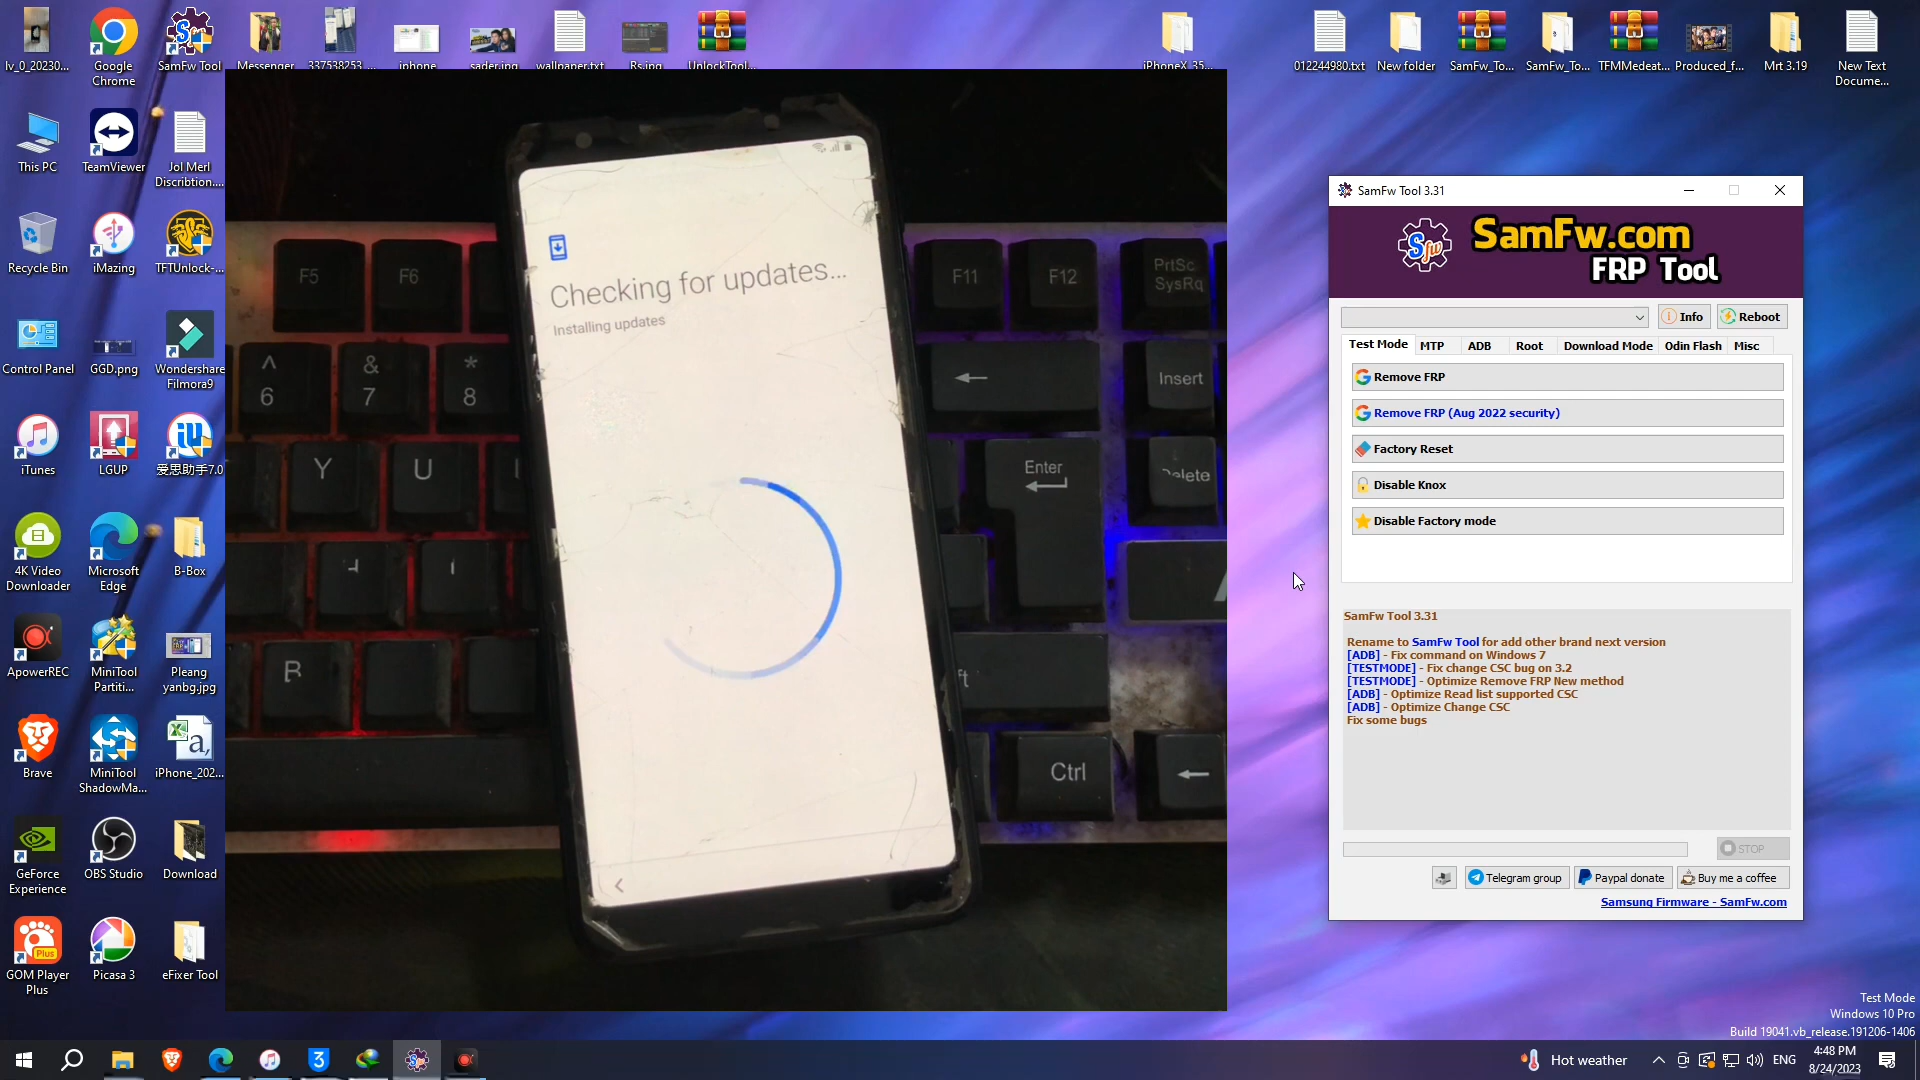 lv_0_20230...
Google
Chrome
SamFw Tool
Messenger
337538253_...
iphone
sader.jpg
wallpaper.txt
Rs.jpg
UnlockTool...
iPhoneX_35...
012244980.txt
New folder
SamFw_To...
SamFw_To...
TFMMedeat...
Produced_f...
Mrt 3.19
New Text
Docume...
This PC
TeamViewer
Jol Merl
Discribtion....
Recycle Bin
iMazing
TFTUnlock-...
Control Panel
GGD.png
Wondershare
Filmora9
iTunes
LGUP
爱思助手7.0
4K Video
Downloader
Microsoft
Edge
B-Box
ApowerREC
MiniTool
Partiti...
Pleang
yanbg.jpg
Brave
MiniTool
ShadowMa...
iPhone_202...
GeForce
Experience
OBS Studio
Download
GOM Player
Plus
Picasa 3
eFixer Tool
Checking for updates...
Installing updates
F5
F6
F11
F12
PrtSc
SysRq
^
6
&
7
*
8
Insert
Y
U
Enter
Delete
B
Ctrl
SamFw Tool 3.31
Sfw
SamFw.com
FRP Tool
Info
Reboot
Test Mode
MTP
ADB
Root
Download Mode
Odin Flash
Misc
Remove FRP
Remove FRP (Aug 2022 security)
Factory Reset
Disable Knox
Disable Factory mode
SamFw Tool 3.31
Rename to SamFw Tool for add other brand next version
[ADB] - Fix command on Windows 7
[TESTMODE] - Fix change CSC bug on 3.2
[TESTMODE] - Optimize Remove FRP New method
[ADB] - Optimize Read list supported CSC
[ADB] - Optimize Change CSC
Fix some bugs
STOP
Telegram group
Paypal donate
Buy me a coffee
Samsung Firmware - SamFw.com
Test Mode
Windows 10 Pro
Build 19041.vb_release.191206-1406
Hot weather
ENG
4:48 PM
8/24/2023